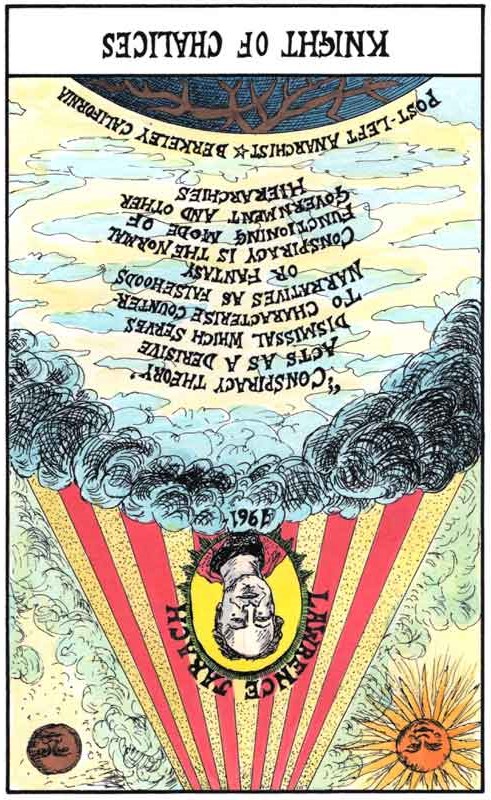 LAWRENCE JARACH
1961
"'CONSPIRACY THEORY'
ACTS AS A DERISIVE
DISMISSAL WHICH SERVES
TO CHARACTERISE COUNTER-
NARRATIVES AS FALSEHOODS
OR FANTASY
CONSPIRACY IS THE NORMAL
FUNCTIONING MODE OF
GOVERNMENT AND OTHER
HIERARCHIES
POST-LEFT ANARCHIST ☆ BERKELEY CALIFORNIA
KNIGHT OF CHALICES